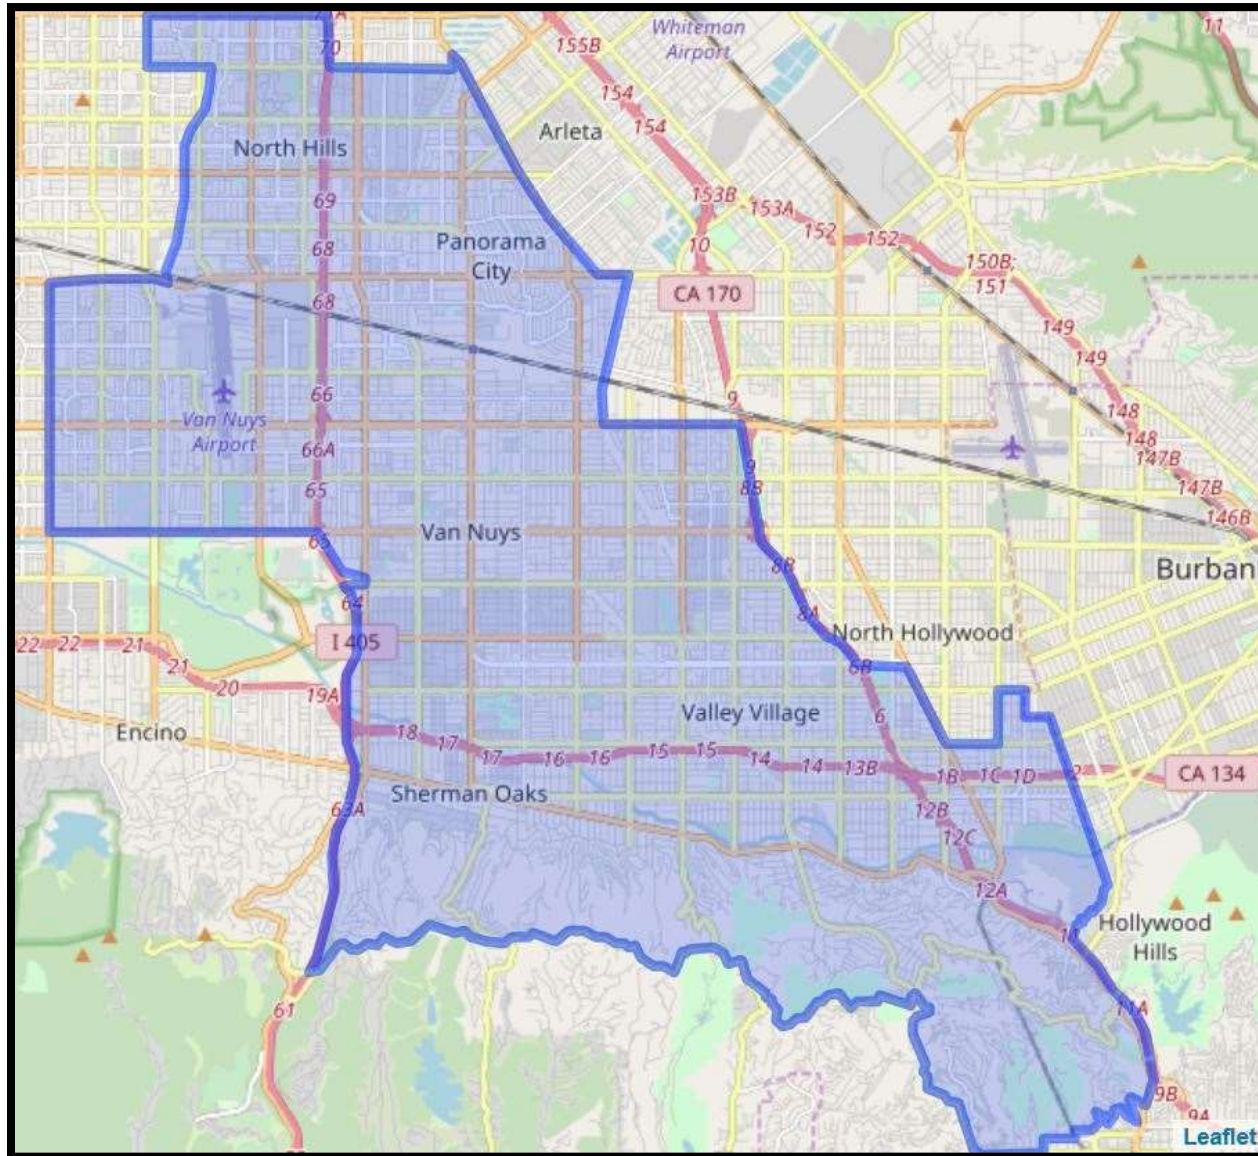 11
Whiteman
Airport
155B
70
154
154
Arleta
North Hills
153B
153A
152
152
69
68
Panorama
City
10
150B;
151
CA 170
68
149
149
66
9
148
148
Van Nuys
Airport
66A
9
8B
147B
147B
146B
65
65
Van Nuys
8B
Burban
64
8A
North Hollywood
I 405
22
22
21
21
20
19A
6B
6
Valley Village
Encino
18
17
17
16
16
15
15
14
14
13B
1B
1C
1D
2
CA 134
Sherman Oaks
63A
12B
12C
12A
11
Hollywood
Hills
61
11A
9B
9A
Leaflet